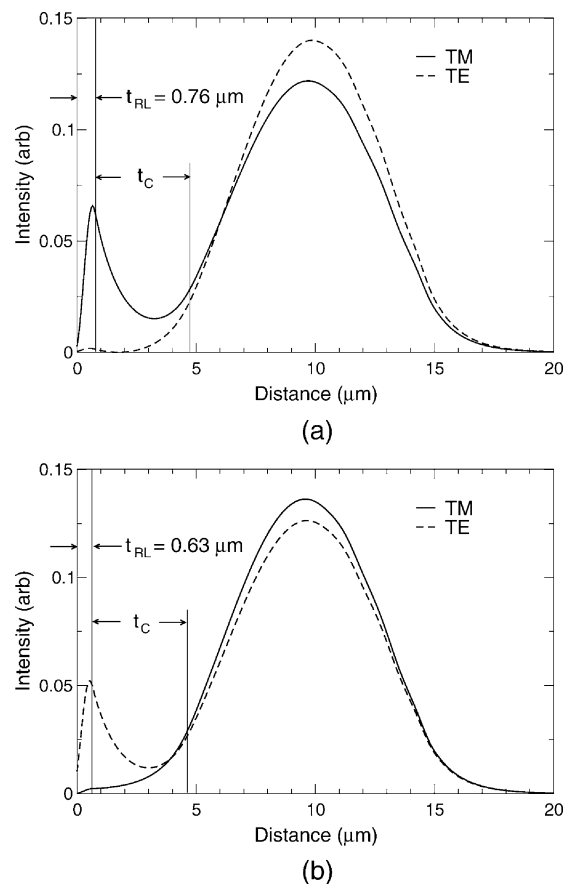 0.15
TM
TE
t_RL = 0.76 μm
0.1
t_C
Intensity (arb)
0.05
0
0 5 10 15 20
Distance (μm)
(a)
0.15
TM
TE
t_RL = 0.63 μm
0.1
t_C
Intensity (arb)
0.05
0
0 5 10 15 20
Distance (μm)
(b)